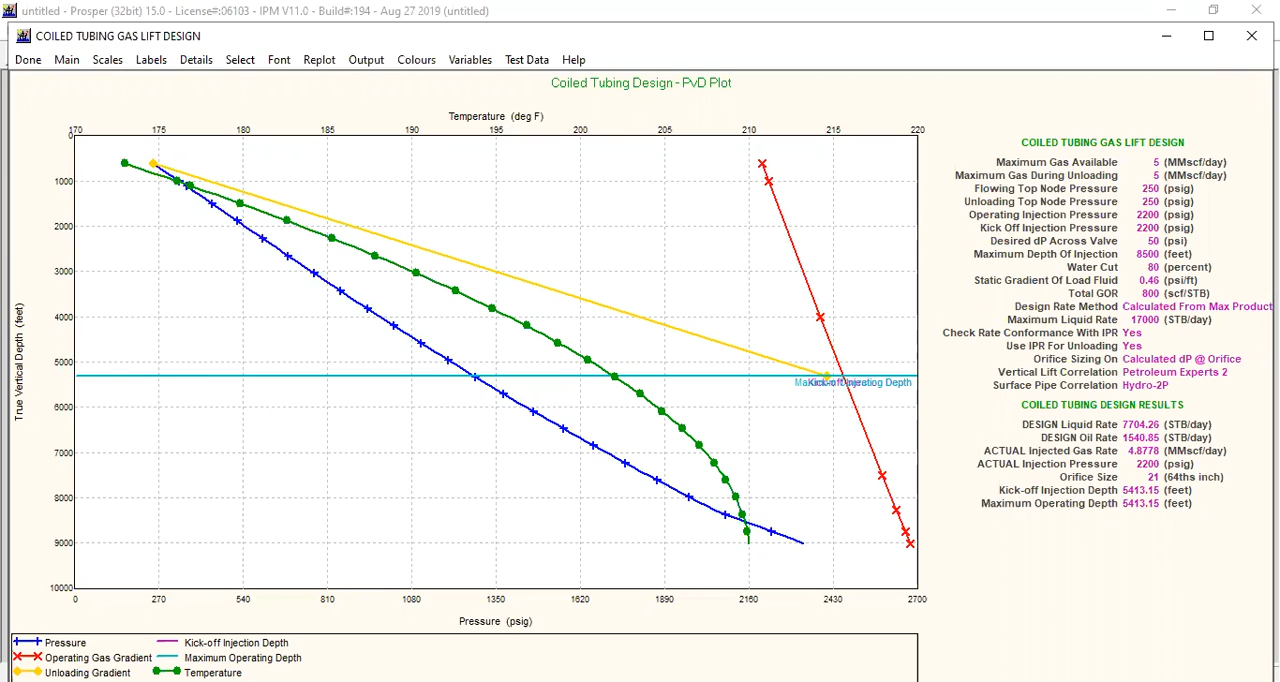 untitled - Prosper (32bit) 15.0 - License#:06103 - IPM V11.0 - Build#:194 - Aug 27 2019 (untitled)
COILED TUBING GAS LIFT DESIGN
Done Main Scales Labels Details Select Font Replot Output Colours Variables Test Data Help
Coiled Tubing Design - PvD Plot
Temperature (deg F)
170 175 180 185 190 195 200 205 210 215 220
0
1000
2000
3000
4000
5000
6000
7000
8000
9000
10000
True Vertical Depth (feet)
Kick-off Injection Depth
0 270 540 810 1080 1350 1620 1890 2160 2430 2700
Pressure (psig)
Pressure Kick-off Injection Depth
Operating Gas Gradient Maximum Operating Depth
Unloading Gradient Temperature
COILED TUBING GAS LIFT DESIGN
Maximum Gas Available 5 (MMscf/day)
Maximum Gas During Unloading 5 (MMscf/day)
Flowing Top Node Pressure 250 (psig)
Unloading Top Node Pressure 250 (psig)
Operating Injection Pressure 2200 (psig)
Kick Off Injection Pressure 2200 (psig)
Desired dP Across Valve 50 (psi)
Maximum Depth Of Injection 8500 (feet)
Water Cut 80 (percent)
Static Gradient Of Load Fluid 0.46 (psi/ft)
Total GOR 800 (scf/STB)
Design Rate Method Calculated From Max Product
Maximum Liquid Rate 17000 (STB/day)
Check Rate Conformance With IPR Yes
Use IPR For Unloading Yes
Orifice Sizing On Calculated dP @ Orifice
Vertical Lift Correlation Petroleum Experts 2
Surface Pipe Correlation Hydro-2P
COILED TUBING DESIGN RESULTS
DESIGN Liquid Rate 7704.26 (STB/day)
DESIGN Oil Rate 1540.85 (STB/day)
ACTUAL Injected Gas Rate 4.8778 (MMscf/day)
ACTUAL Injection Pressure 2200 (psig)
Orifice Size 21 (64ths inch)
Kick-off Injection Depth 5413.15 (feet)
Maximum Operating Depth 5413.15 (feet)